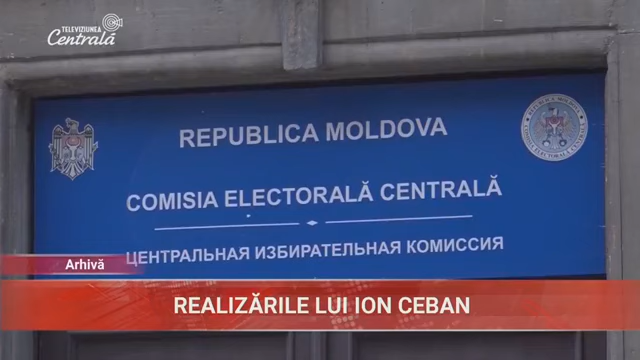 TELEVIZIUNEA
Centrală
REPUBLICA MOLDOVA
COMISIA ELECTORALĂ CENTRALĂ
ЦЕНТРАЛЬНАЯ ИЗБИРАТЕЛЬНАЯ КОМИССИЯ
Arhivă
REALIZĂRILE LUI ION CEBAN